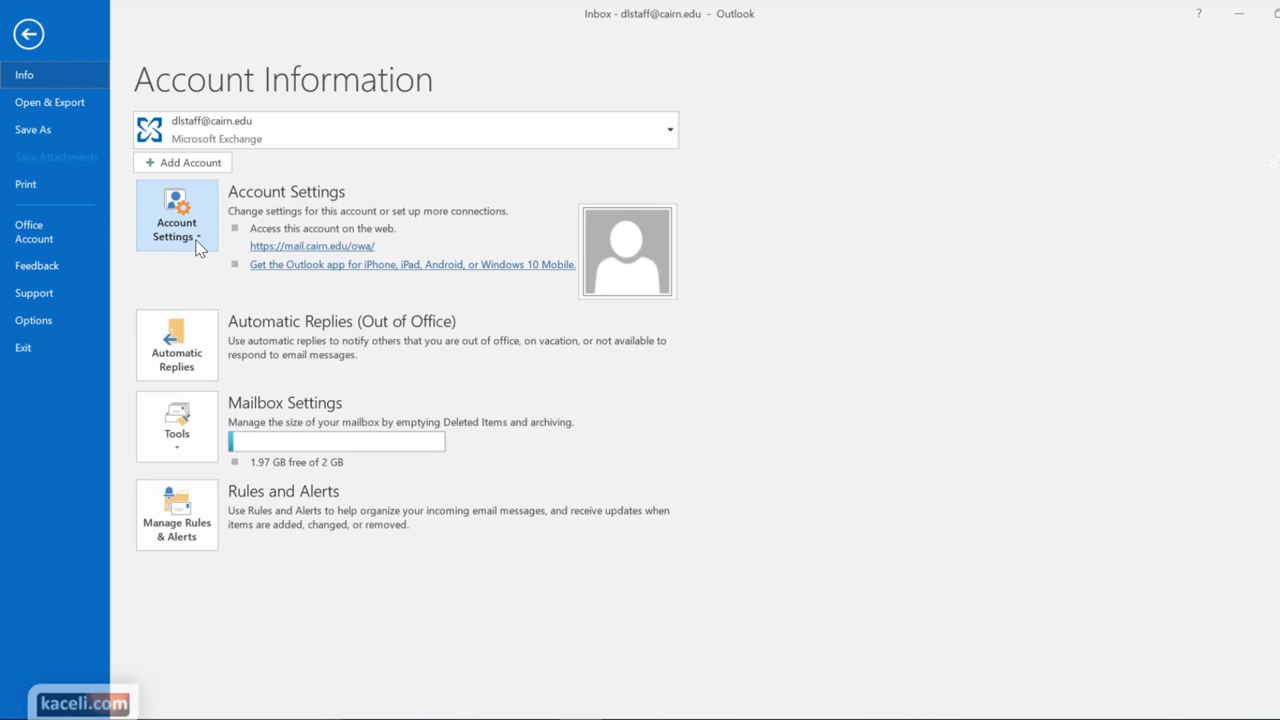 Inbox - dlstaff@cairn.edu - Outlook
?
Info
Open & Export
Save As
Save Attachments
Print
Office
Account
Feedback
Support
Options
Exit
Account Information
dlstaff@cairn.edu
Microsoft Exchange
+ Add Account
Account
Settings
Account Settings
Change settings for this account or set up more connections.
Access this account on the web.
https://mail.cairn.edu/owa/
Get the Outlook app for iPhone, iPad, Android, or Windows 10 Mobile.
Automatic
Replies
Automatic Replies (Out of Office)
Use automatic replies to notify others that you are out of office, on vacation, or not available to
respond to email messages.
Tools
Mailbox Settings
Manage the size of your mailbox by emptying Deleted Items and archiving.
1.97 GB free of 2 GB
Manage Rules
& Alerts
Rules and Alerts
Use Rules and Alerts to help organize your incoming email messages, and receive updates when
items are added, changed, or removed.
kaceli.com